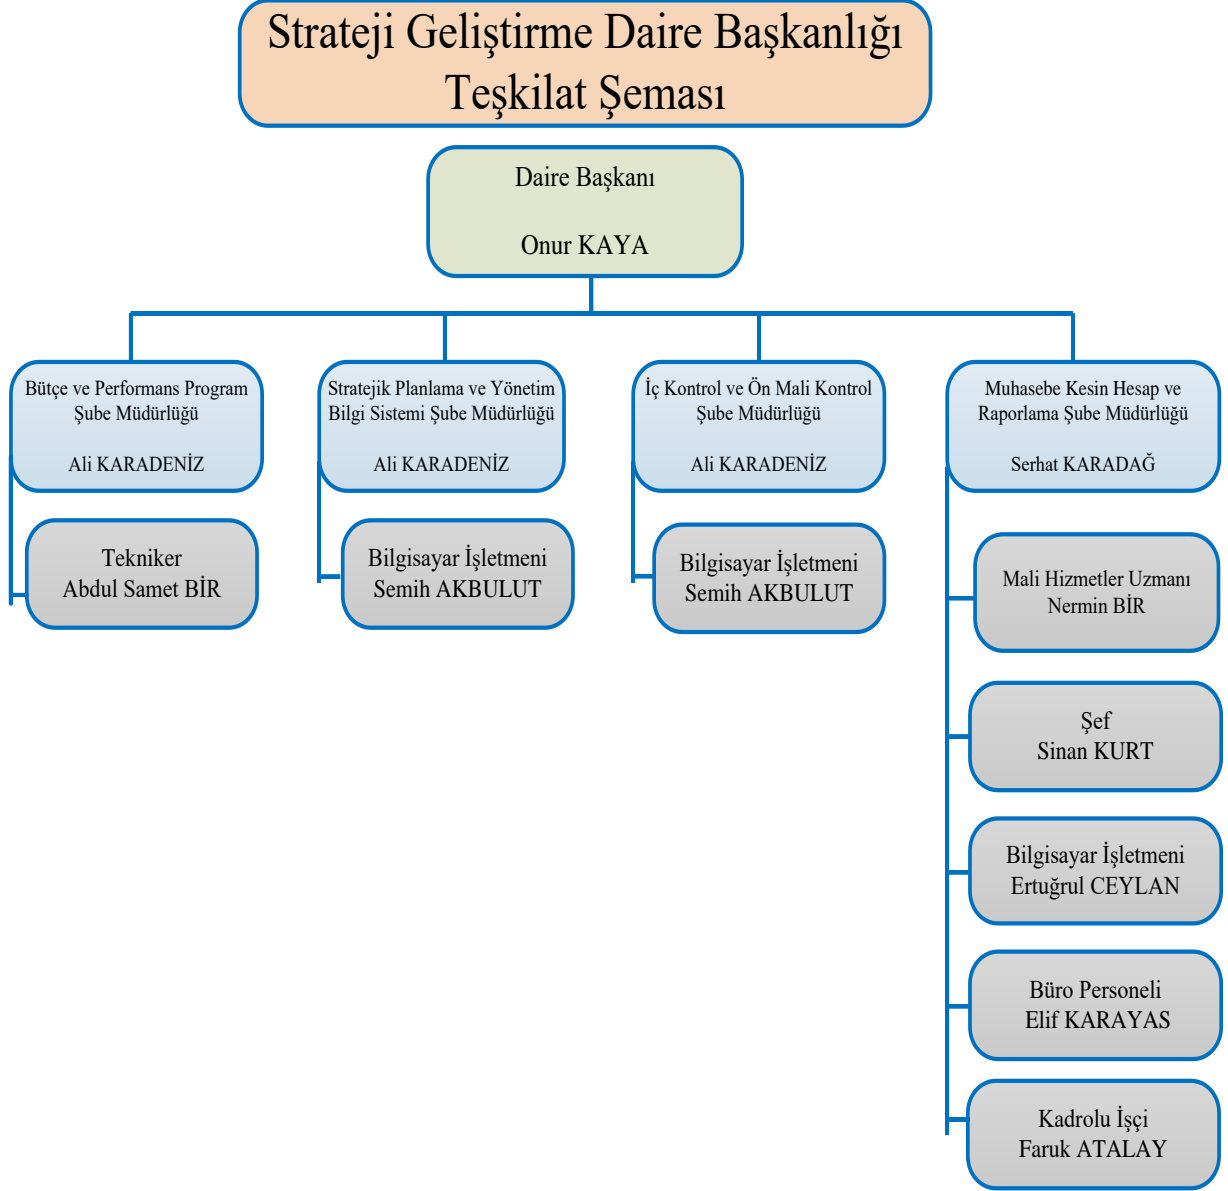 Strateji Geliştirme Daire Başkanlığı
Teşkilat Şeması
Daire Başkanı
Onur KAYA
Bütçe ve Performans Program
Şube Müdürlüğü
Ali KARADENİZ
Stratejik Planlama ve Yönetim
Bilgi Sistemi Şube Müdürlüğü
Ali KARADENİZ
İç Kontrol ve Ön Mali Kontrol
Şube Müdürlüğü
Ali KARADENİZ
Muhasebe Kesin Hesap ve
Raporlama Şube Müdürlüğü
Serhat KARADAĞ
Tekniker
Abdul Samet BİR
Bilgisayar İşletmeni
Semih AKBULUT
Bilgisayar İşletmeni
Semih AKBULUT
Mali Hizmetler Uzmanı
Nermin BİR
Şef
Sinan KURT
Bilgisayar İşletmeni
Ertuğrul CEYLAN
Büro Personeli
Elif KARAYAS
Kadrolu İşçi
Faruk ATALAY